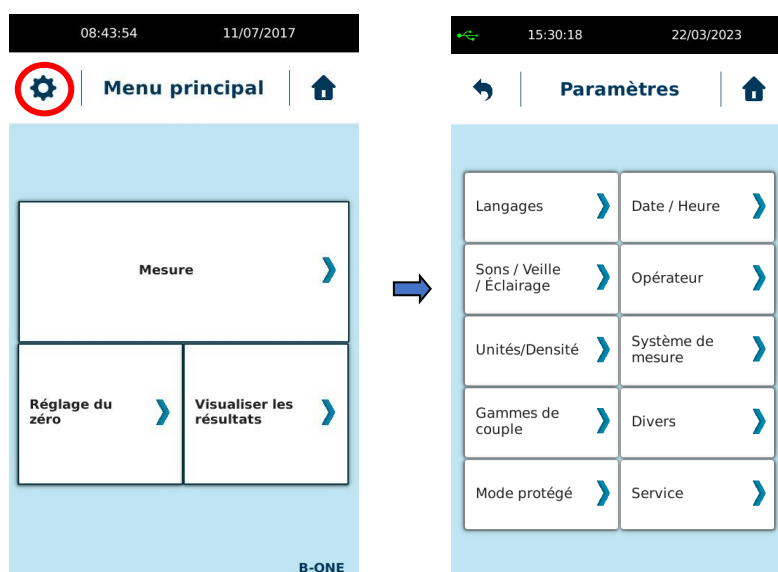 08:43:54 11/07/2017
Menu principal
Mesure
Réglage du
zéro
Visualiser les
résultats
B-ONE
15:30:18 22/03/2023
Paramètres
Langages
Date / Heure
Sons / Veille
/ Éclairage
Opérateur
Unités/Densité
Système de
mesure
Gammes de
couple
Divers
Mode protégé
Service